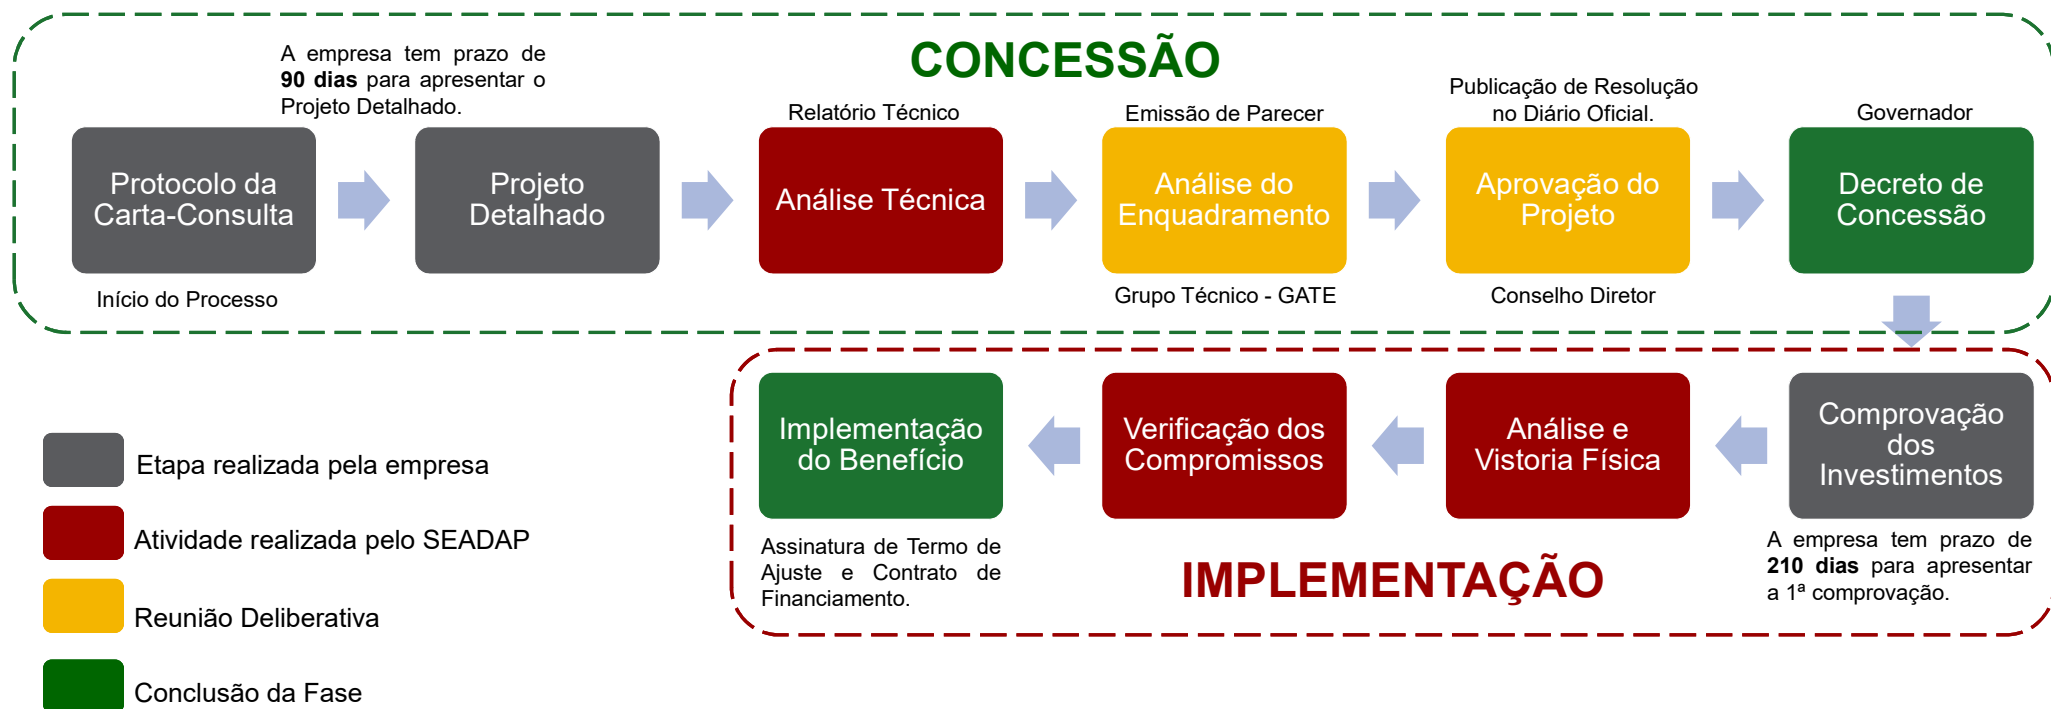 CONCESSÃO
A empresa tem prazo de
90 dias para apresentar o
Projeto Detalhado.
Protocolo da
Carta-Consulta
Início do Processo
Projeto
Detalhado
Relatório Técnico
Análise Técnica
Emissão de Parecer
Análise do
Enquadramento
Grupo Técnico - GATE
Publicação de Resolução
no Diário Oficial.
Aprovação do
Projeto
Conselho Diretor
Governador
Decreto de
Concessão
Comprovação
dos
Investimentos
A empresa tem prazo de
210 dias para apresentar
a 1ª comprovação.
Análise e
Vistoria Física
Verificação dos
Compromissos
Implementação
do Benefício
Assinatura de Termo de
Ajuste e Contrato de
Financiamento.
IMPLEMENTAÇÃO
Etapa realizada pela empresa
Atividade realizada pelo SEADAP
Reunião Deliberativa
Conclusão da Fase